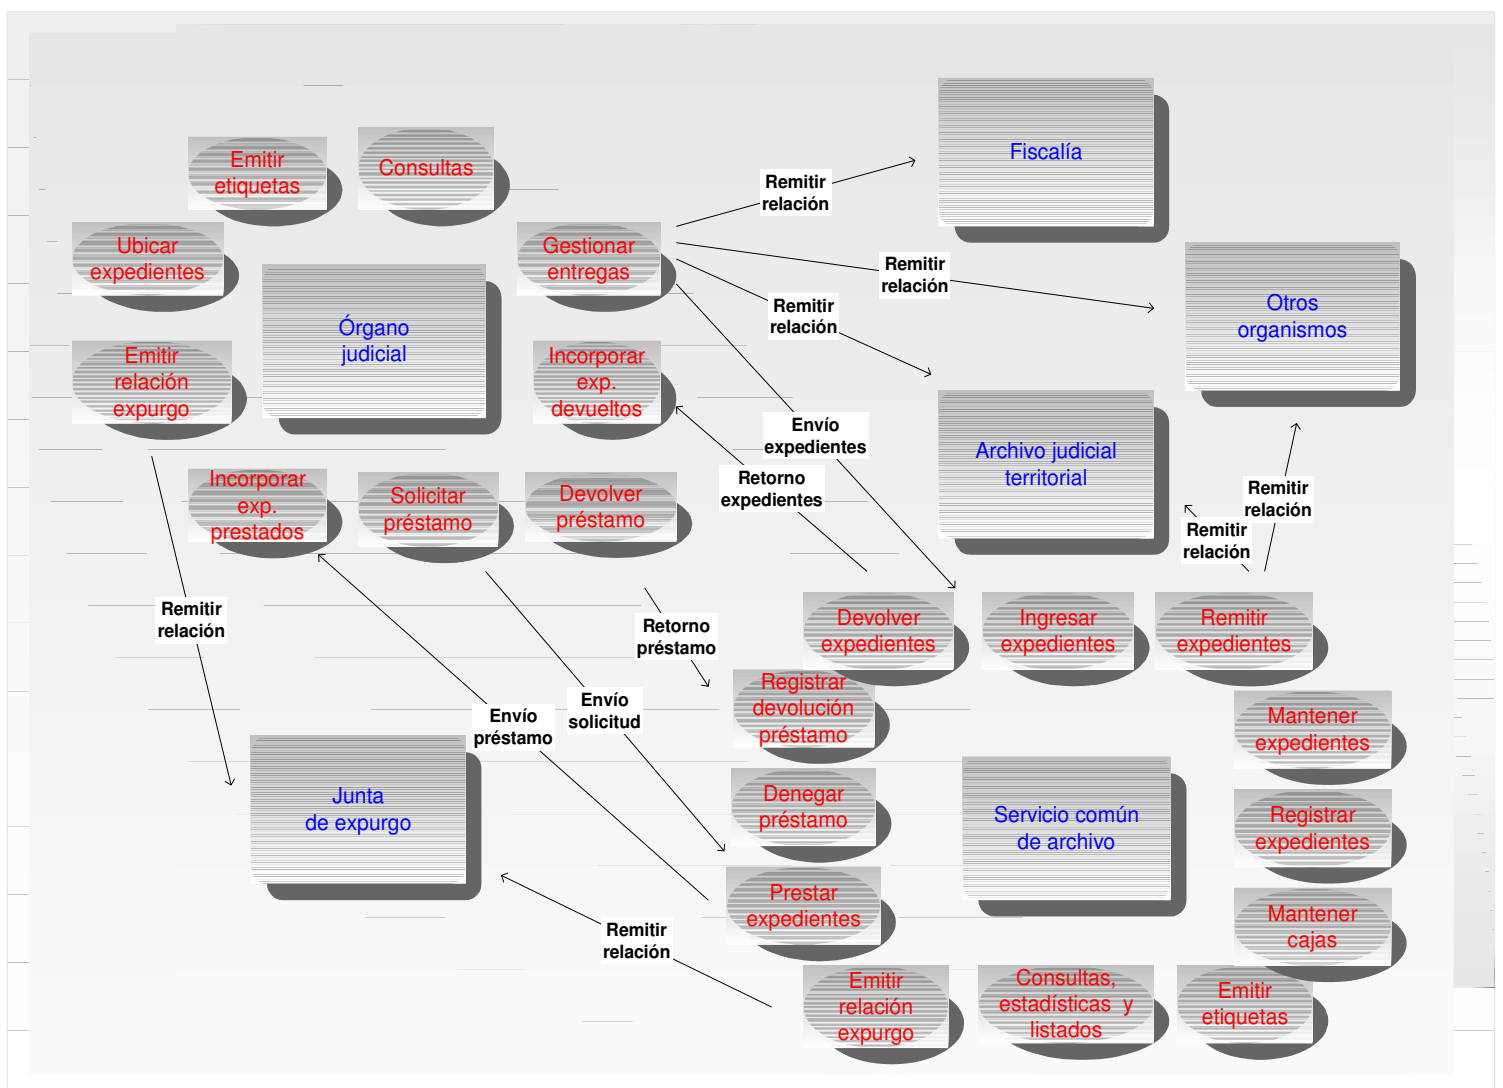 Fiscalía
Emitir
etiquetas
Consultas
Remitir
relación
Ubicar
expedientes
Gestionar
entregas
Remitir
relación
Otros
organismos
Remitir
relación
Órgano
judicial
Emitir
relación
expurgo
Incorporar
exp.
devueltos
Envío
expedientes
Archivo judicial
territorial
Retorno
expedientes
Incorporar
exp.
prestados
Solicitar
préstamo
Devolver
préstamo
Remitir
relación
Remitir
relación
Remitir
relación
Retorno
préstamo
Devolver
expedientes
Ingresar
expedientes
Remitir
expedientes
Registrar
devolución
préstamo
Envío
solicitud
Envío
préstamo
Mantener
expedientes
Junta
de expurgo
Denegar
préstamo
Servicio común
de archivo
Registrar
expedientes
Prestar
expedientes
Mantener
cajas
Remitir
relación
Emitir
relación
expurgo
Consultas,
estadísticas y
listados
Emitir
etiquetas